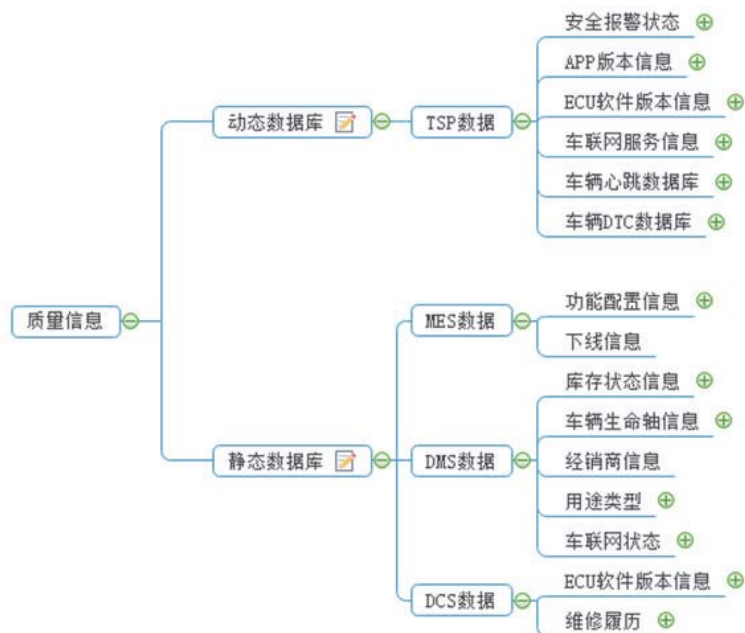 质量信息
动态数据库
TSP数据
安全报警状态
APP版本信息
ECU软件版本信息
车联网服务信息
车辆心跳数据库
车辆DTC数据库
静态数据库
MES数据
功能配置信息
下线信息
DMS数据
库存状态信息
车辆生命轴信息
经销商信息
用途类型
车联网状态
DCS数据
ECU软件版本信息
维修履历